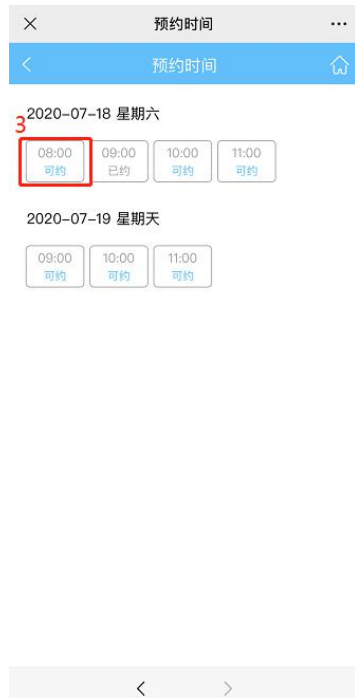 预约时间
预约时间
2020-07-18 星期六
3
08:00 09:00 10:00 11:00
可约 已约 可约 可约
2020-07-19 星期天
09:00 10:00 11:00
可约 可约 可约